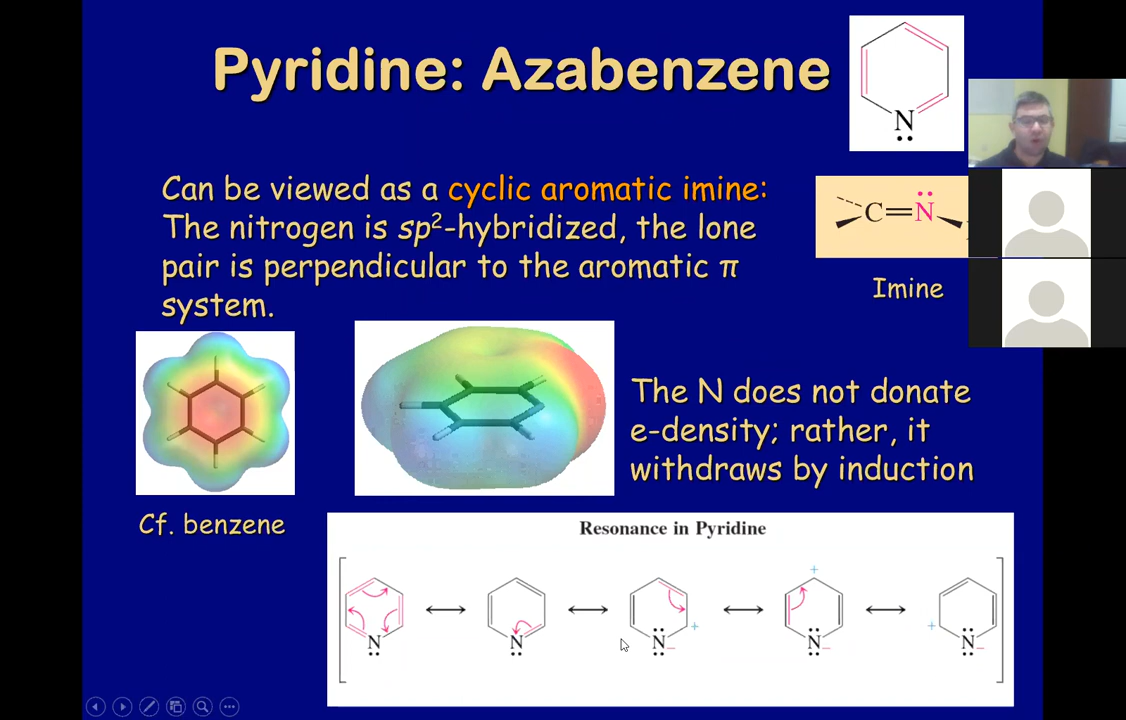 Pyridine: Azabenzene
N
Can be viewed as a cyclic aromatic imine:
The nitrogen is sp²-hybridized, the lone
pair is perpendicular to the aromatic π
system.
C=N
Imine
The N does not donate
e-density; rather, it
withdraws by induction
Cf. benzene
Resonance in Pyridine
+
+ +
N N N− N− N−